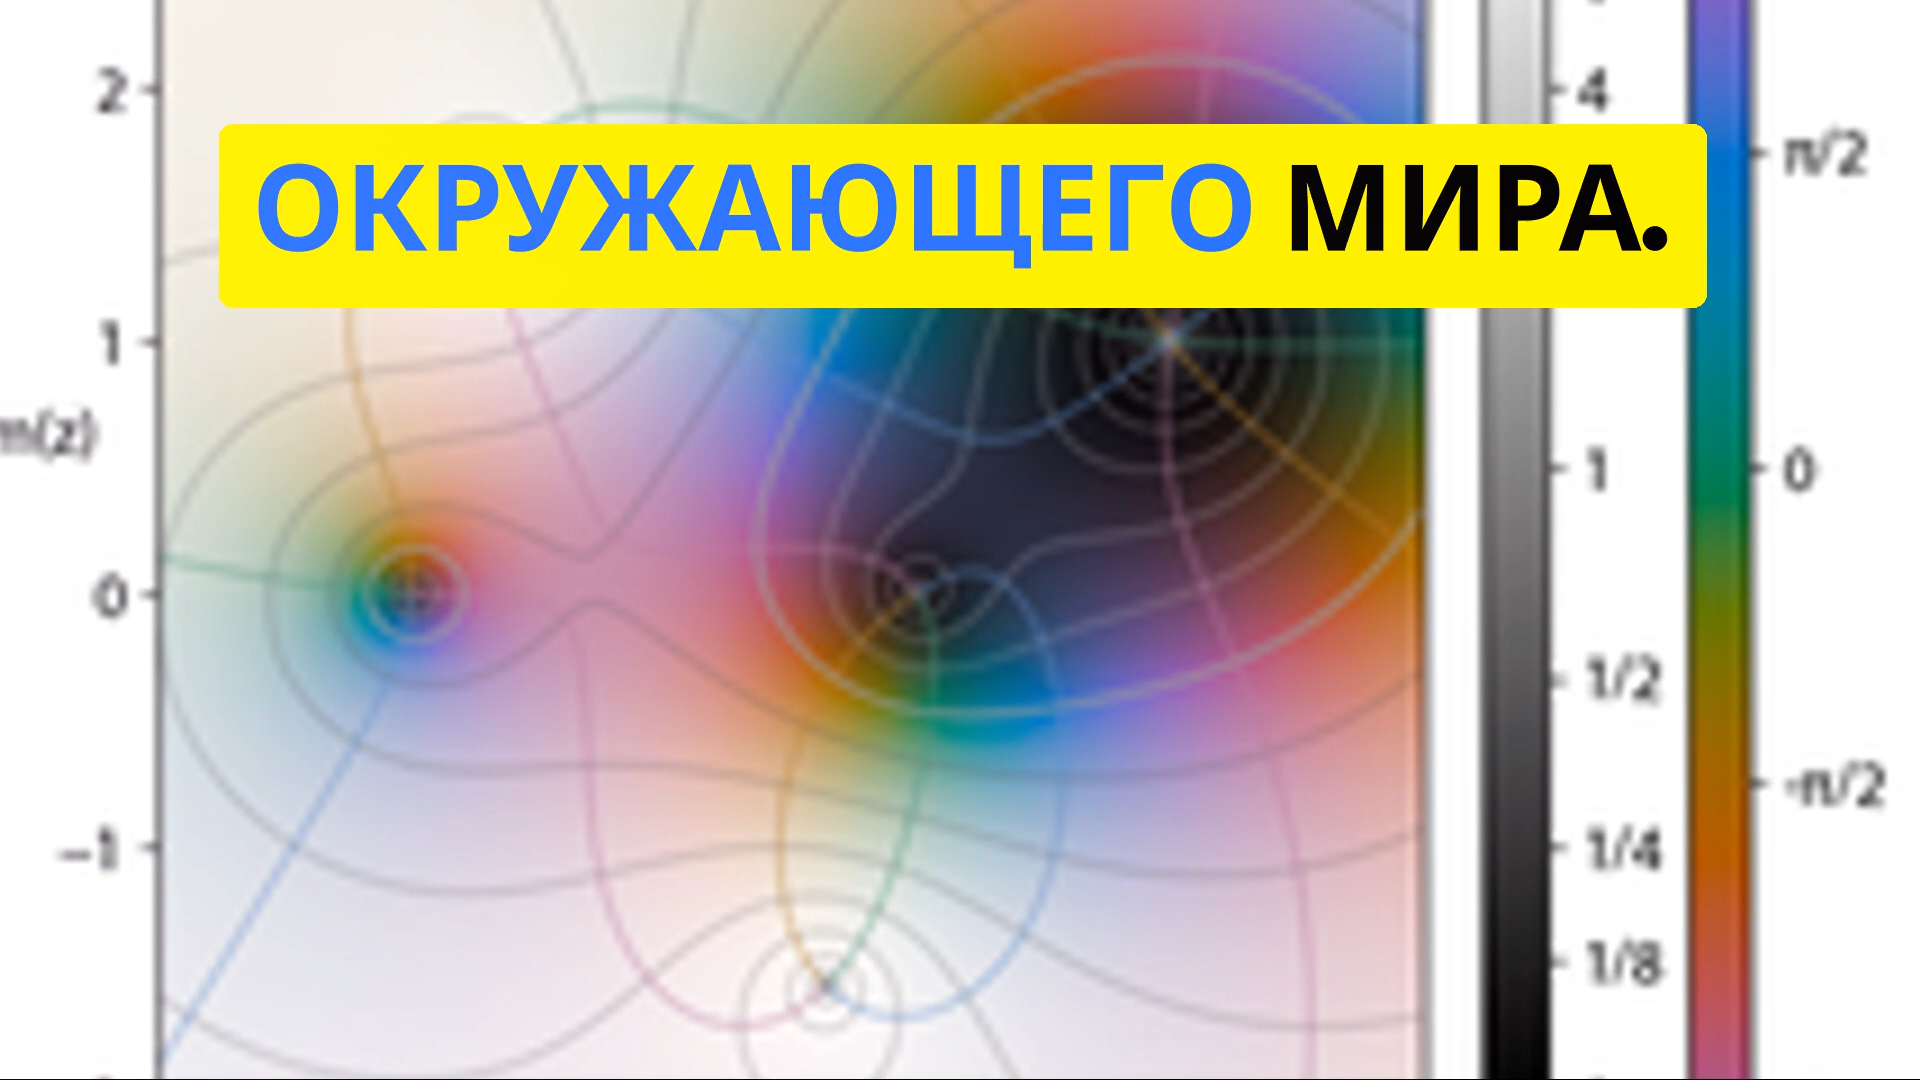 2
4
π/2
ОКРУЖАЮЩЕГО МИРА.
1
m(z)
1
0
0
1/2
-π/2
−1
1/4
1/8